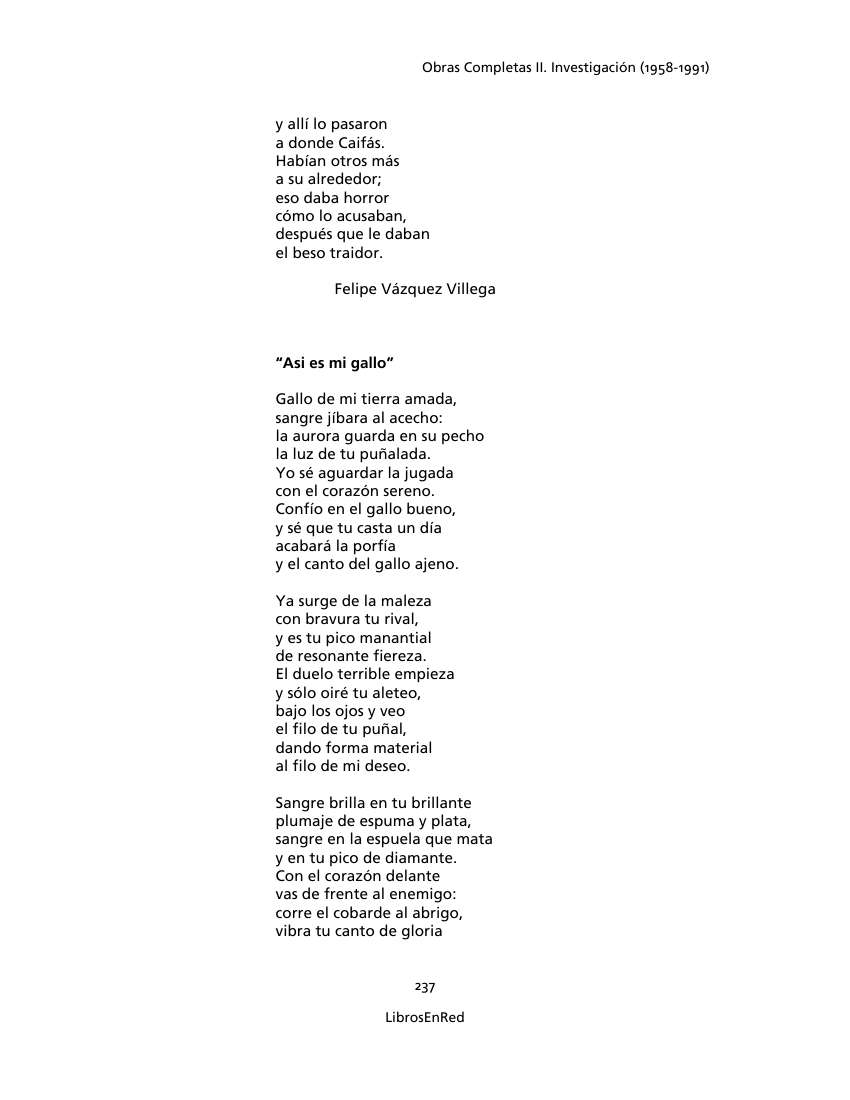 Obras Completas II. Investigación (1958-1991)
y allí lo pasaron
a donde Caifás.
Habían otros más
a su alrededor;
eso daba horror
cómo lo acusaban,
después que le daban
el beso traidor.
Felipe Vázquez Villega
“Asi es mi gallo”
Gallo de mi tierra amada,
sangre jíbara al acecho:
la aurora guarda en su pecho
la luz de tu puñalada.
Yo sé aguardar la jugada
con el corazón sereno.
Confío en el gallo bueno,
y sé que tu casta un día
acabará la porfía
y el canto del gallo ajeno.
Ya surge de la maleza
con bravura tu rival,
y es tu pico manantial
de resonante fiereza.
El duelo terrible empieza
y sólo oiré tu aleteo,
bajo los ojos y veo
el filo de tu puñal,
dando forma material
al filo de mi deseo.
Sangre brilla en tu brillante
plumaje de espuma y plata,
sangre en la espuela que mata
y en tu pico de diamante.
Con el corazón delante
vas de frente al enemigo:
corre el cobarde al abrigo,
vibra tu canto de gloria
237
LibrosEnRed